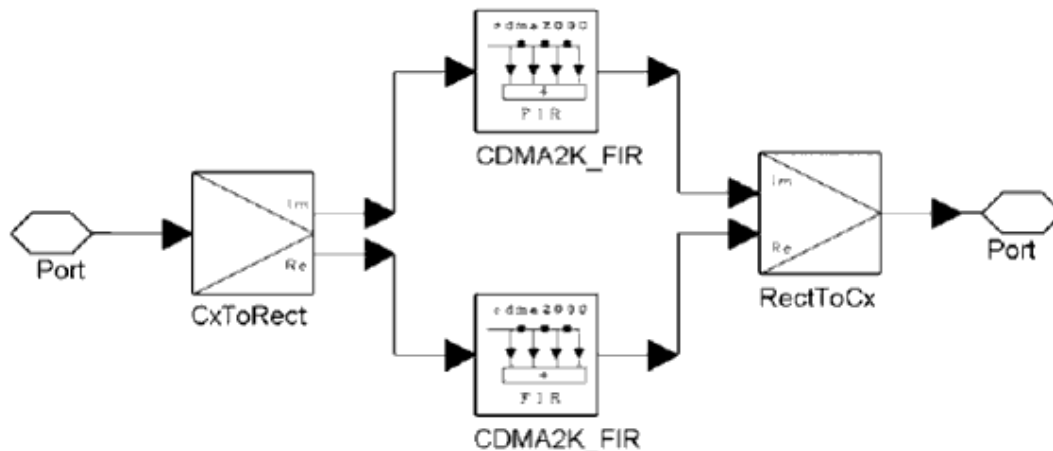 cdma2000
+
FIR
CDMA2K_FIR
Im
Re
Port
CxToRect
Im
Re
RectToCx
Port
cdma2000
+
FIR
CDMA2K_FIR